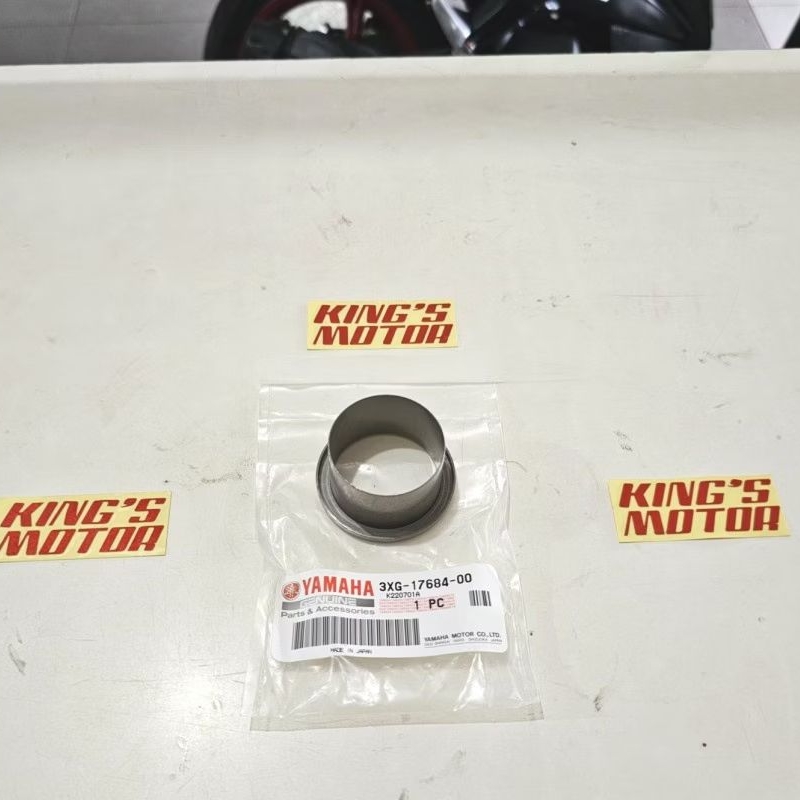 KING'S
MOTOR
KING'S
MOTOR
KING'S
MOTOR
YAMAHA
GENUINE
Parts & Accessories
3XG-17684-00
K220701A
1 PC
YAMAHA MOTOR CO.,LTD.
MADE IN JAPAN